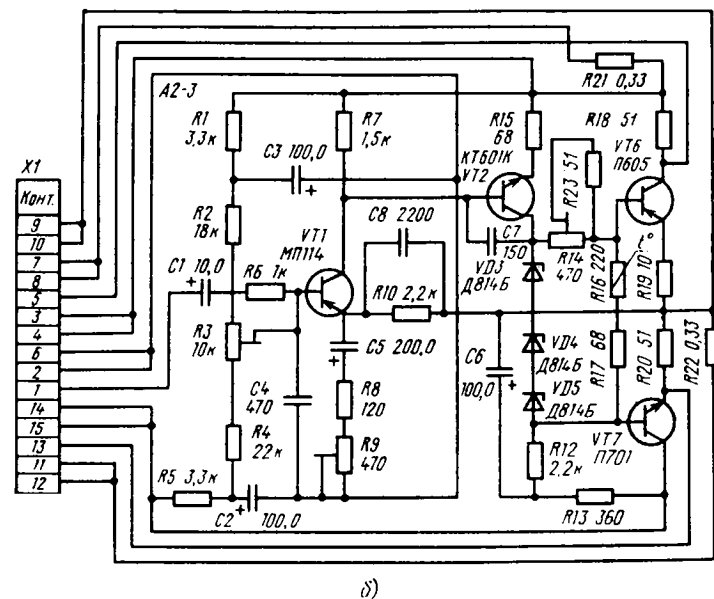 А2-3
R21 0,33
X1
Конт.
9
10
7
8
5
3
4
6
2
1
14
15
13
11
12
R1
3,3к
R7
1,5к
R15
68
R18 51
VT6
П605
C3 100,0
+
КТ601К
VT2
R23 51
R2
18к
C8 2200
C7
150
C1 10,0
+
R6 1к
VT1
МП114
VD3
Д814Б
R14
470
R16 220
t°
R19 10
R10 2,2к
R3
10к
C5 200,0
+
C6
100,0
+
VD4
Д814Б
R17 68
R20 51
R22 0,33
C4
470
R8
120
VD5
Д814Б
R4
22к
R9
470
R12
2,2к
VT7
П701
R5 3,3к
C2
+
100,0
R13 360
б)